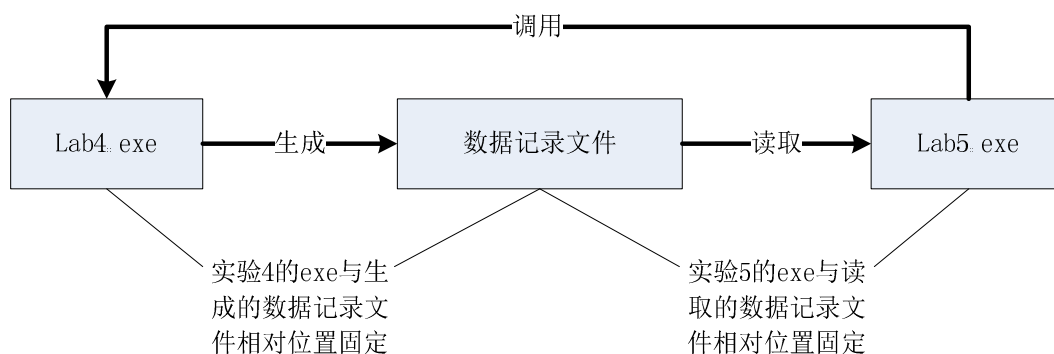 调用
Lab4.exe
生成
数据记录文件
读取
Lab5.exe
实验4的exe与生
成的数据记录文
件相对位置固定
实验5的exe与读
取的数据记录文
件相对位置固定